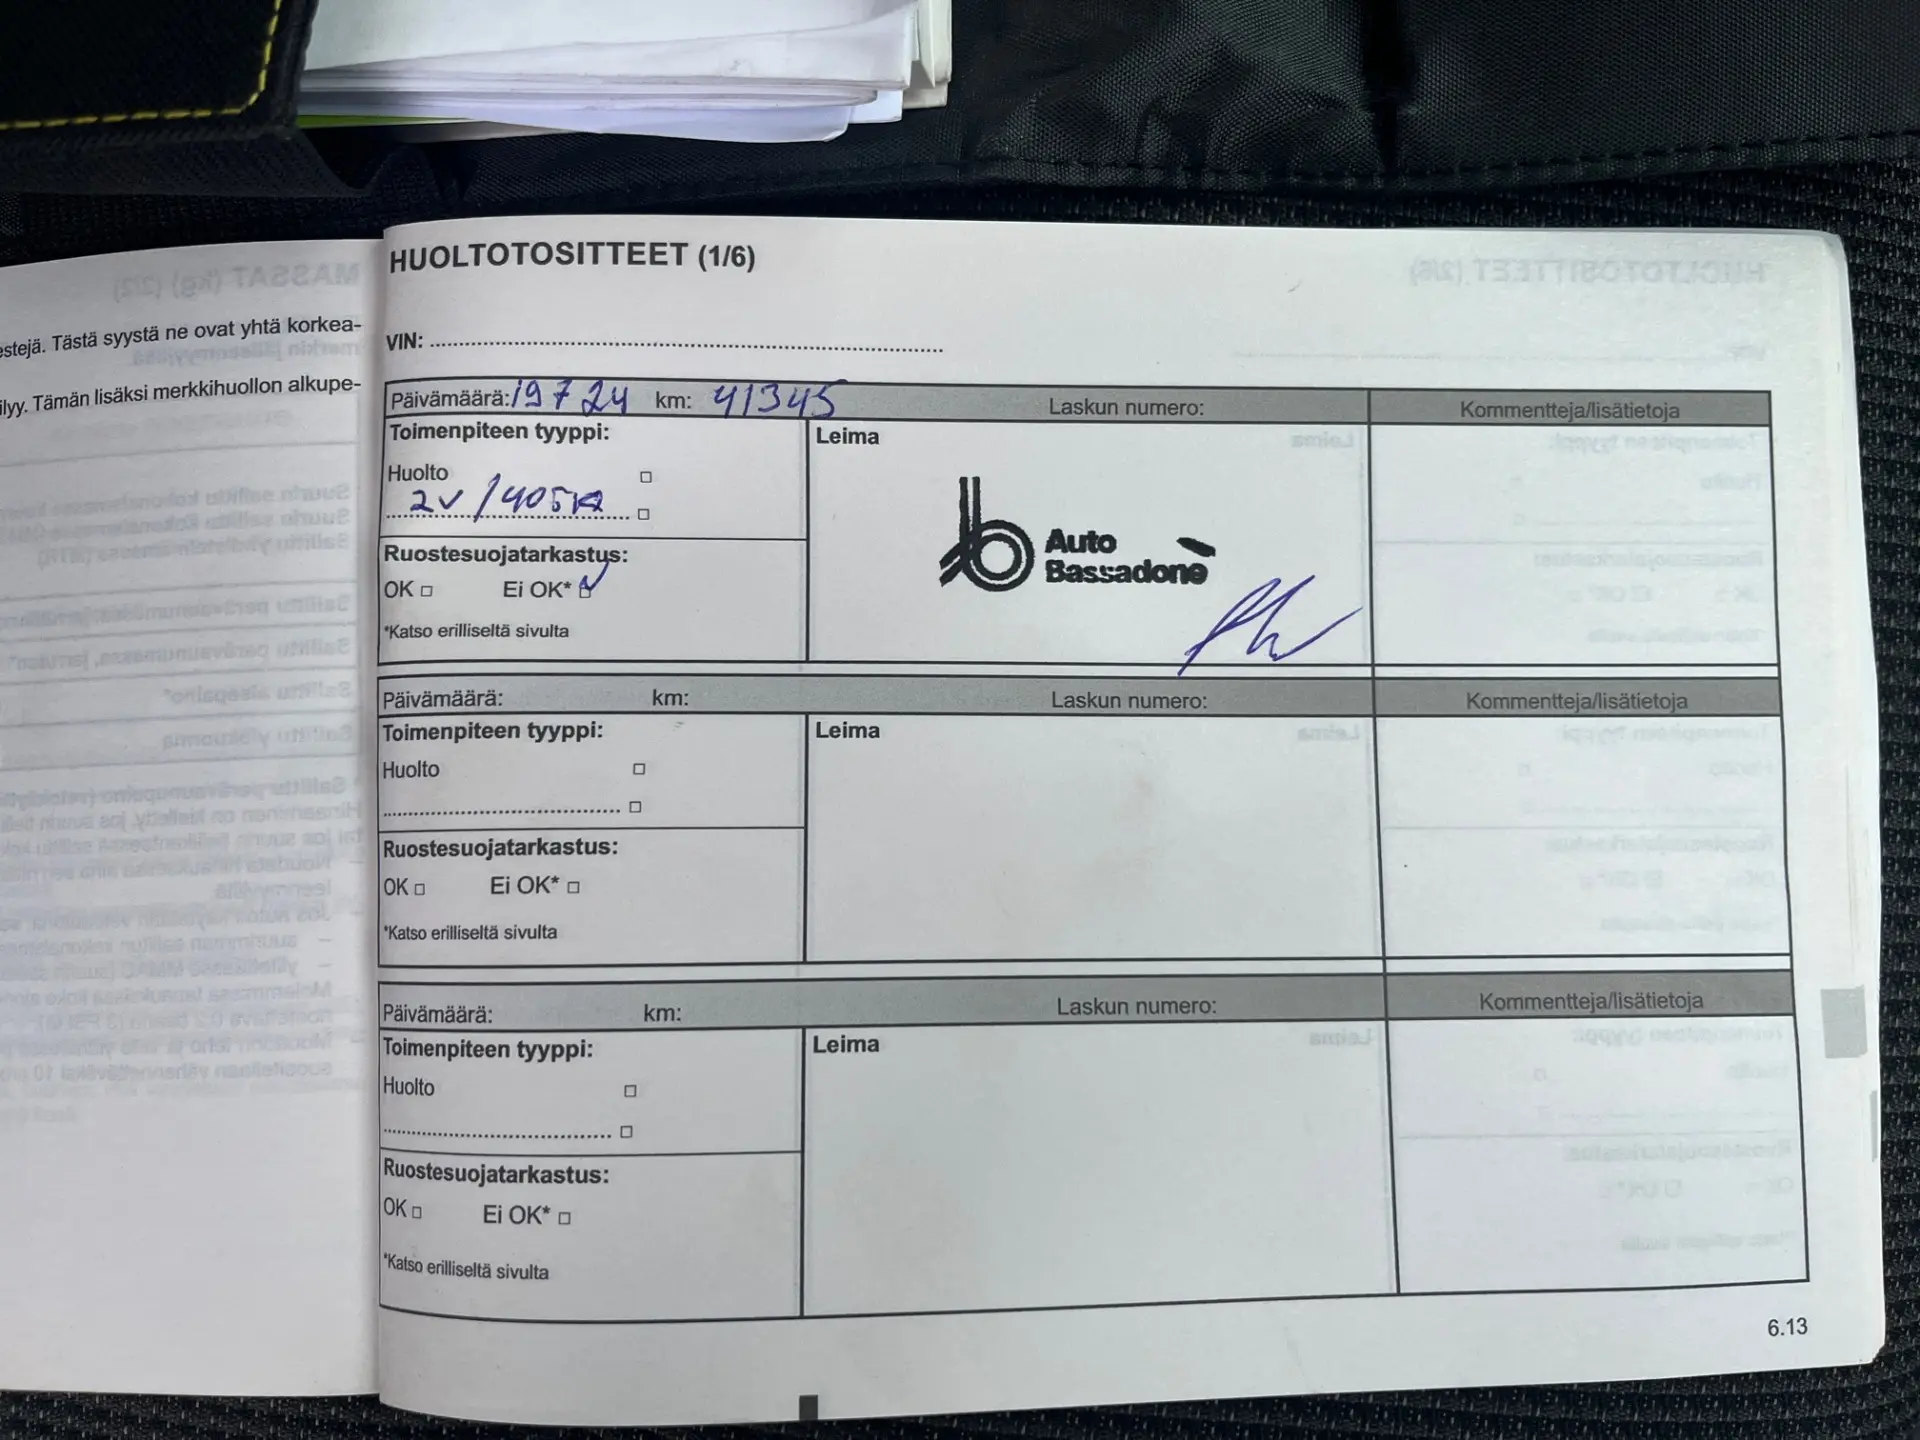 estejä. Tästä syystä ne ovat yhtä korkea-
ilyy. Tämän lisäksi merkkihuollon alkupe-
HUOLTOTOSITTEET (1/6)
VIN:
Päivämäärä: 19 7 24 km: 41345 Laskun numero: Kommentteja/lisätietoja
Toimenpiteen tyyppi: Leima
Huolto
2v /
Auto
Bassadone
Ruostesuojatarkastus:
OK Ei OK*
*Katso erilliseltä sivulta
Päivämäärä: km: Laskun numero: Kommentteja/lisätietoja
Toimenpiteen tyyppi: Leima
Huolto
Ruostesuojatarkastus:
OK Ei OK*
*Katso erilliseltä sivulta
Päivämäärä: km: Laskun numero: Kommentteja/lisätietoja
Toimenpiteen tyyppi: Leima
Huolto
Ruostesuojatarkastus:
OK Ei OK*
*Katso erilliseltä sivulta
6.13